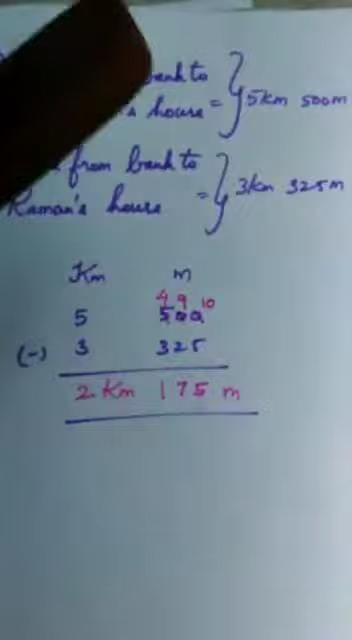 bank to
house = } 5km 500m
from bank to
Raman's house = } 3km 325m
Km m
4 9 10
5 500
(-) 3 325
2 Km 175 m